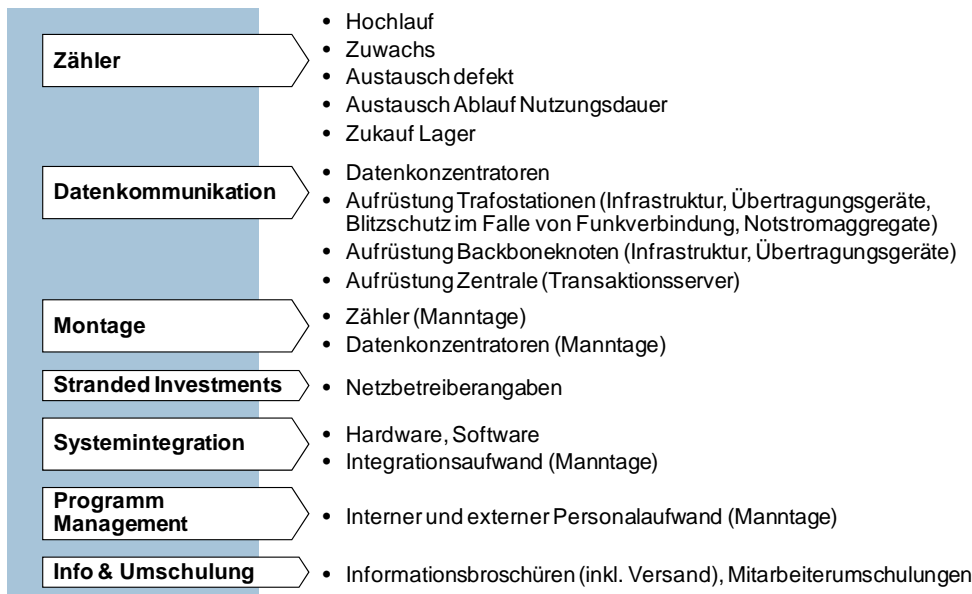 Zähler
• Hochlauf
• Zuwachs
• Austausch defekt
• Austausch Ablauf Nutzungsdauer
• Zukauf Lager
Datenkommunikation
• Datenkonzentratoren
• Aufrüstung Trafostationen (Infrastruktur, Übertragungsgeräte,
Blitzschutz im Falle von Funkverbindung, Notstromaggregate)
• Aufrüstung Backboneknoten (Infrastruktur, Übertragungsgeräte)
• Aufrüstung Zentrale (Transaktionsserver)
Montage
• Zähler (Manntage)
• Datenkonzentratoren (Manntage)
Stranded Investments
• Netzbetreiberangaben
Systemintegration
• Hardware, Software
• Integrationsaufwand (Manntage)
Programm
Management
• Interner und externer Personalaufwand (Manntage)
Info & Umschulung
• Informationsbroschüren (inkl. Versand), Mitarbeiterumschulungen